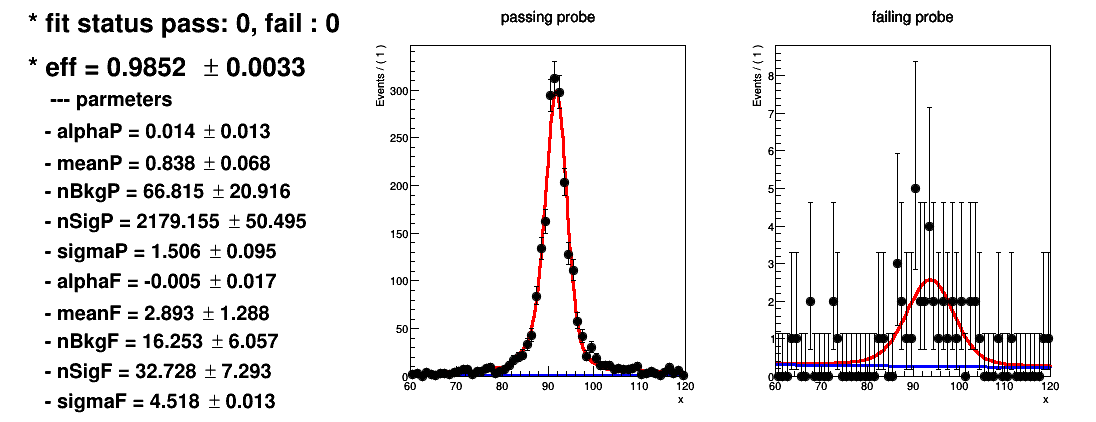 * fit status pass: 0, fail : 0
* eff = 0.9852 ± 0.0033
--- parmeters
- alphaP = 0.014 ± 0.013
- meanP = 0.838 ± 0.068
- nBkgP = 66.815 ± 20.916
- nSigP = 2179.155 ± 50.495
- sigmaP = 1.506 ± 0.095
- alphaF = -0.005 ± 0.017
- meanF = 2.893 ± 1.288
- nBkgF = 16.253 ± 6.057
- nSigF = 32.728 ± 7.293
- sigmaF = 4.518 ± 0.013
passing probe
Events / ( 1 )
300
250
200
150
100
50
0
60 70 80 90 100 110 120
x
failing probe
Events / ( 1 )
8
7
6
5
4
3
2
1
0
60 70 80 90 100 110 120
x